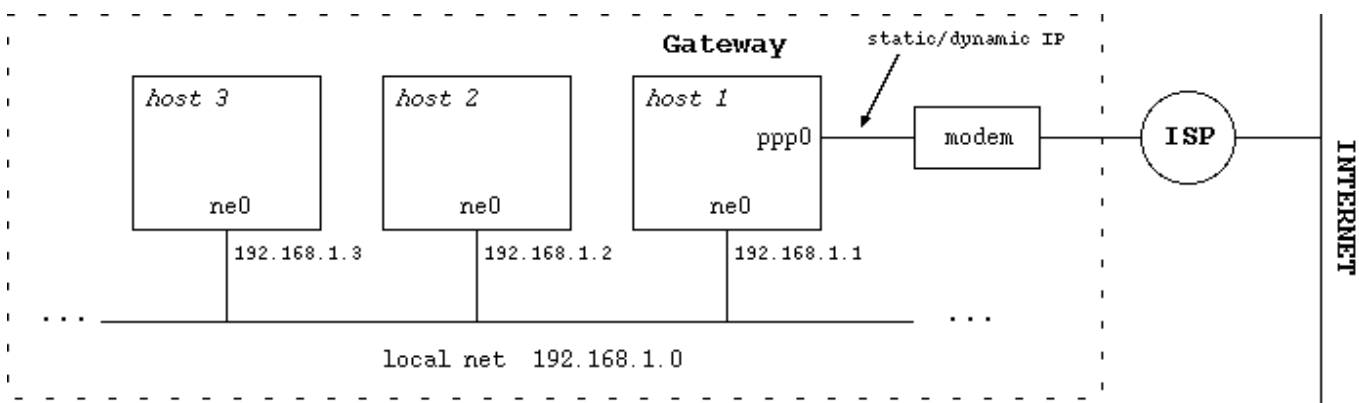 Gateway
static/dynamic IP
host 3
host 2
host 1
ppp0
modem
ISP
ne0
ne0
ne0
192.168.1.3
192.168.1.2
192.168.1.1
INTERNET
...
...
local net 192.168.1.0